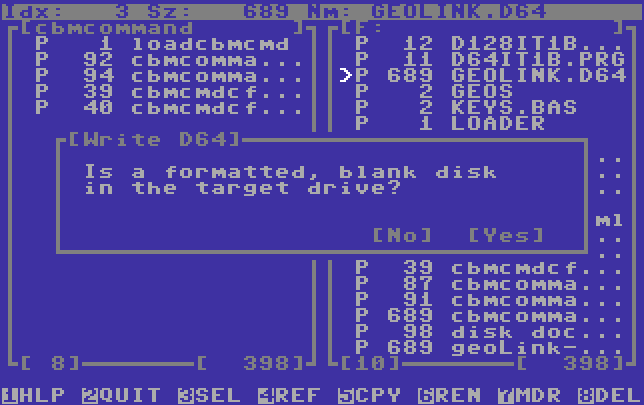 Idx: 3 Sz: 689 Nm: GEOLINK.D64
[cbmcommand ] [F: ]
P 1 loadcbmcmd P 12 D128IT1B...
P 92 cbmcomma... P 11 D64IT1B.PRG
P 94 cbmcomma... >P 689 GEOLINK.D64
P 39 cbmcmdcf... P 2 GEOS
P 40 cbmcmdcf... P 2 KEYS.BAS
P 1 LOADER
[Write D64]
..
Is a formatted, blank disk
..
in the target drive?
ml
[No] [Yes]
..
..
P 39 cbmcmdcf...
P 87 cbmcomma...
P 91 cbmcomma...
P 689 cbmcomma...
P 98 disk doc...
P 689 geoLink-...
[ 8] [ 398] [10] [ 398]
1HLP 2QUIT 3SEL 4REF 5CPY 6REN 7MDR 8DEL